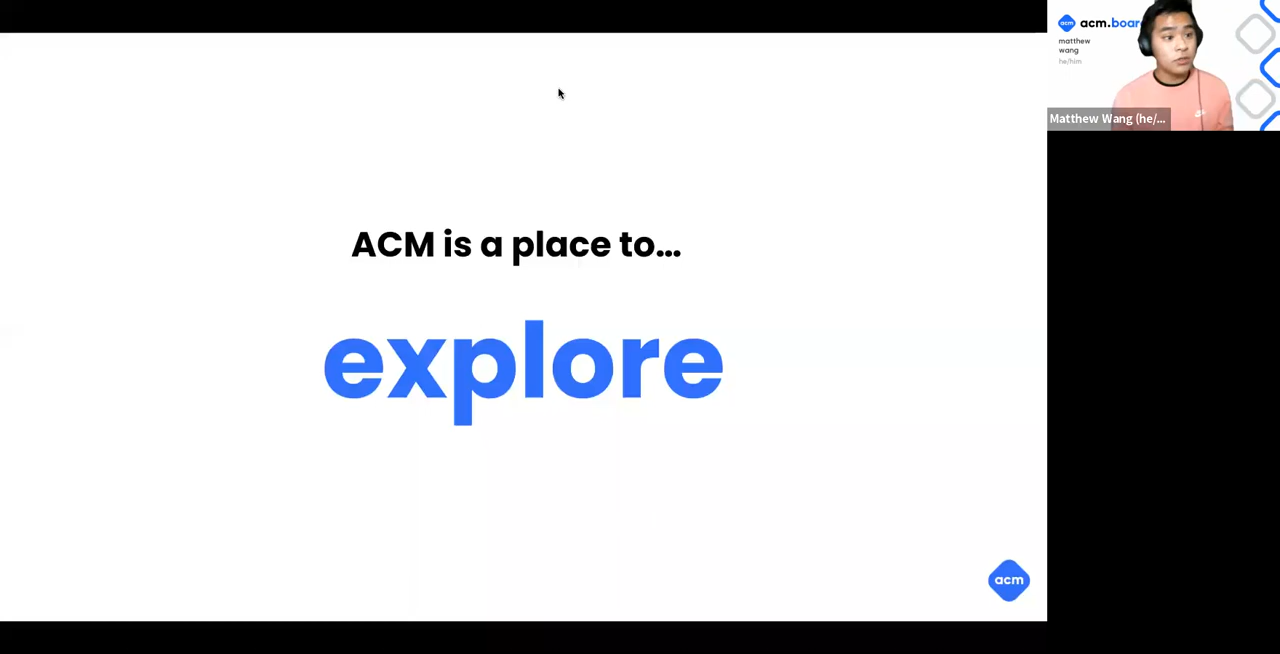 ACM is a place to...
explore
acm
acm.boar
matthew
wang
he/him
Matthew Wang (he/...